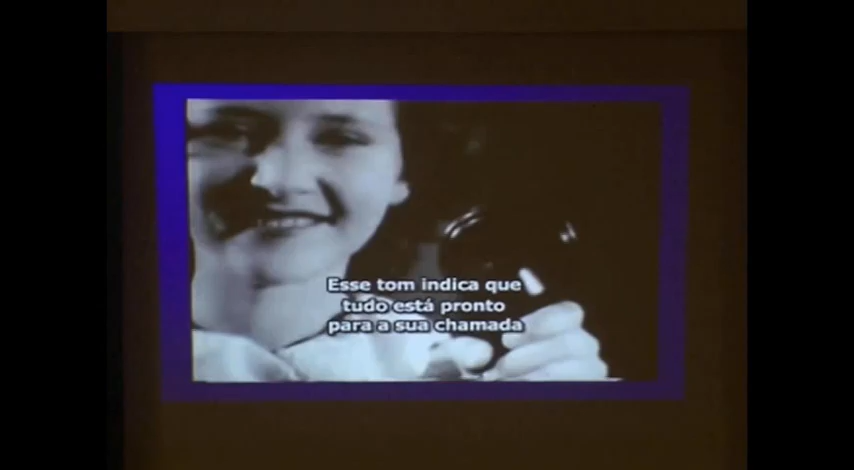 Esse tom indica que
tudo está pronto
para a sua chamada